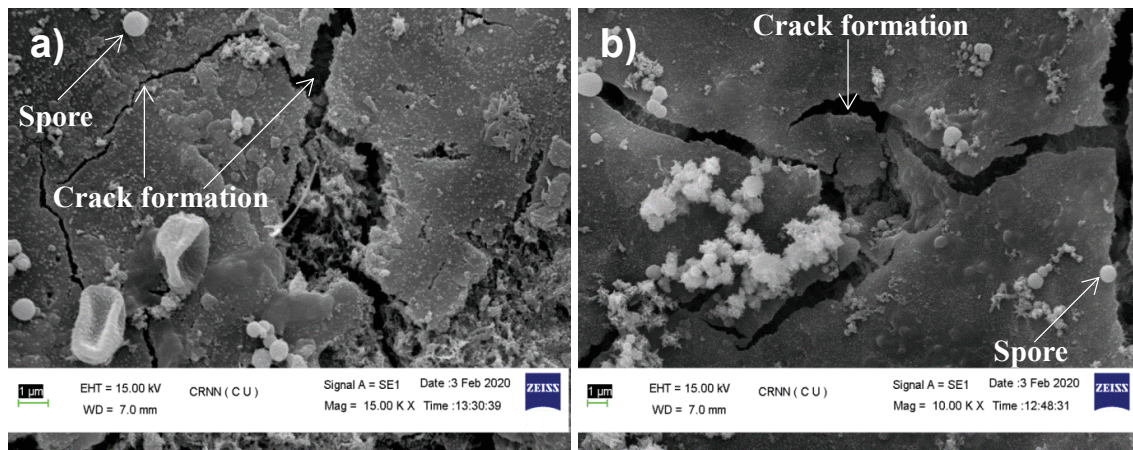 a)
Spore
Crack formation
1 µm
EHT = 15.00 kV
WD = 7.0 mm
CRNN ( C U )
Signal A = SE1
Mag = 15.00 K X
Date :3 Feb 2020
Time :13:30:39
ZEISS
b)
Crack formation
Spore
1 µm
EHT = 15.00 kV
WD = 7.0 mm
CRNN ( C U )
Signal A = SE1
Mag = 10.00 K X
Date :3 Feb 2020
Time :12:48:31
ZEISS